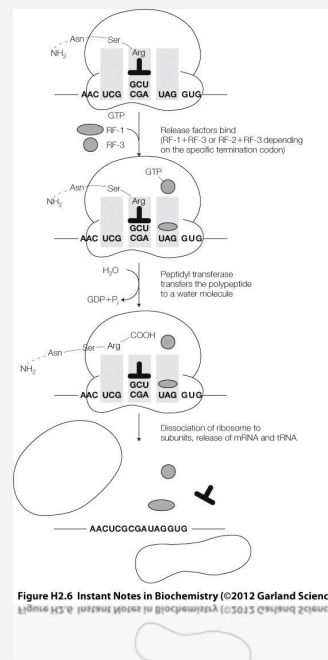 Asn Ser
NH2 Arg
GCU
AAC UCG CGA UAG GUG
GTP
RF-1 Release factors bind
RF-3 (RF-1+RF-3 or RF-2+RF-3 depending
on the specific termination codon)
GTP
Asn Ser
NH2 Arg
GCU
AAC UCG CGA UAG GUG
H2O Peptidyl transferase
transfers the polypeptide
GDP+Pi to a water molecule
COOH
Asn Ser Arg
NH2
GCU
AAC UCG CGA UAG GUG
Dissociation of ribosome to
subunits, release of mRNA and tRNA
AACUCGCGAUAGGUG
Figure H2.6 Instant Notes in Biochemistry (©2012 Garland Scienc